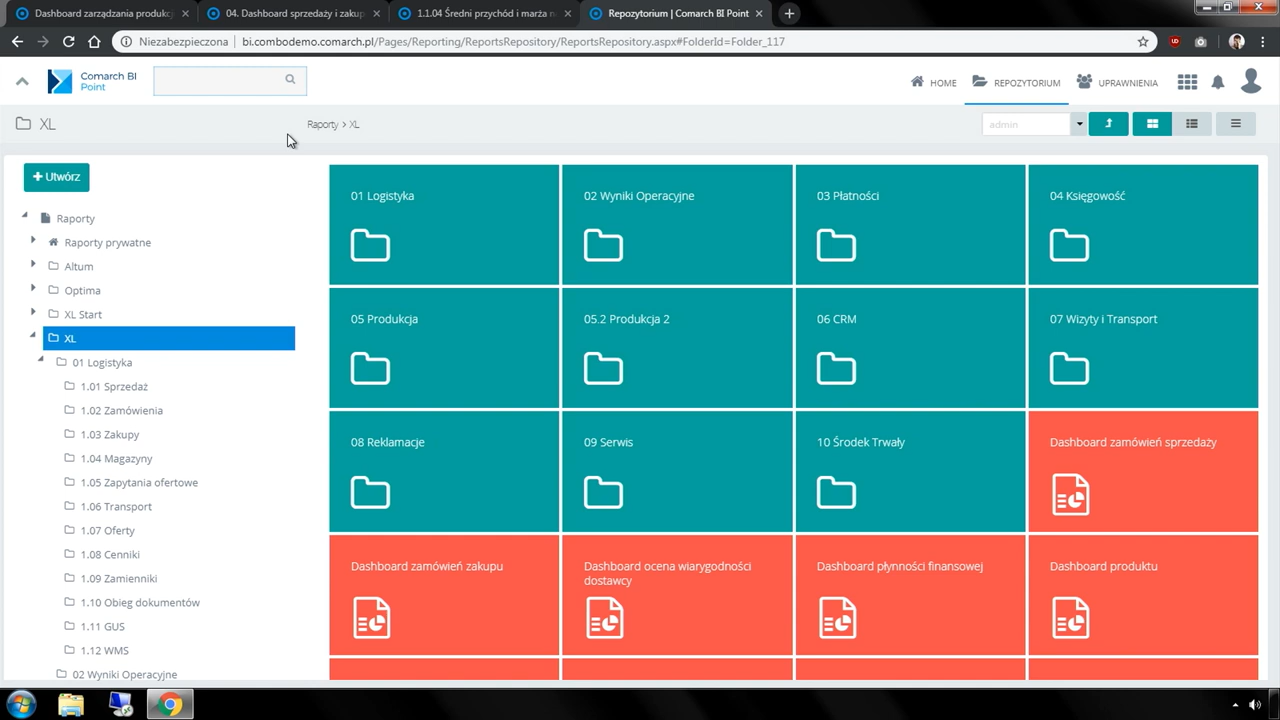 Dashboard zarządzania produkc
04. Dashboard sprzedaży i zakup
1.1.04 Średni przychód i marża n
Repozytorium | Comarch BI Point
Niezabezpieczona | bi.combodemo.comarch.pl/Pages/Reporting/ReportsRepository/ReportsRepository.aspx#FolderId=Folder_117
Comarch BI
Point
HOME
REPOZYTORIUM
UPRAWNIENIA
XL
Raporty > XL
admin
+ Utwórz
Raporty
Raporty prywatne
Altum
Optima
XL Start
XL
01 Logistyka
1.01 Sprzedaż
1.02 Zamówienia
1.03 Zakupy
1.04 Magazyny
1.05 Zapytania ofertowe
1.06 Transport
1.07 Oferty
1.08 Cenniki
1.09 Zamienniki
1.10 Obieg dokumentów
1.11 GUS
1.12 WMS
02 Wyniki Operacyjne
01 Logistyka
02 Wyniki Operacyjne
03 Płatności
04 Księgowość
05 Produkcja
05.2 Produkcja 2
06 CRM
07 Wizyty i Transport
08 Reklamacje
09 Serwis
10 Środek Trwały
Dashboard zamówień sprzedaży
Dashboard zamówień zakupu
Dashboard ocena wiarygodności
dostawcy
Dashboard płynności finansowej
Dashboard produktu